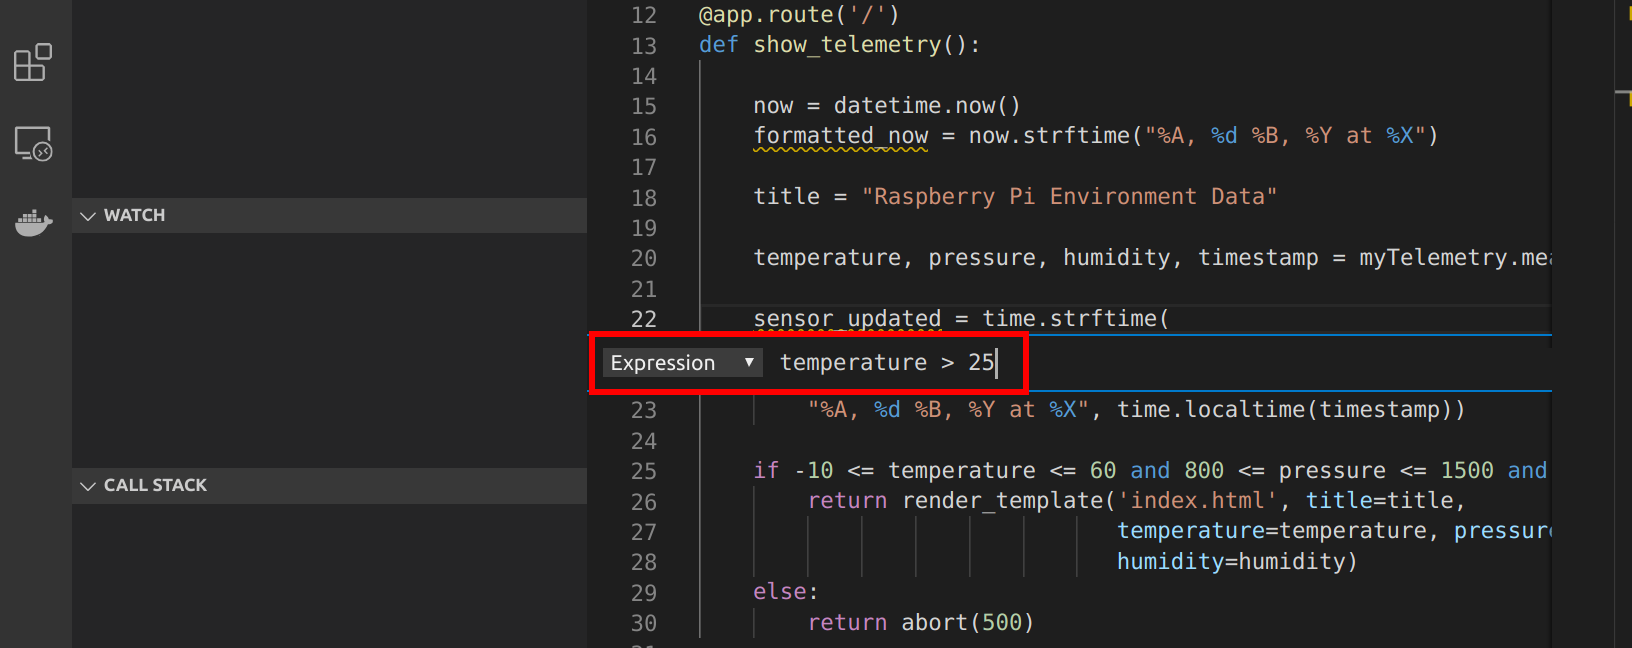 WATCH
CALL STACK
12 @app.route('/')
13 def show_telemetry():
14
15 now = datetime.now()
16 formatted_now = now.strftime("%A, %d %B, %Y at %X")
17
18 title = "Raspberry Pi Environment Data"
19
20 temperature, pressure, humidity, timestamp = myTelemetry.mea
21
22 sensor_updated = time.strftime(
Expression ▼ temperature > 25
23 "%A, %d %B, %Y at %X", time.localtime(timestamp))
24
25 if -10 <= temperature <= 60 and 800 <= pressure <= 1500 and
26 return render_template('index.html', title=title,
27 temperature=temperature, pressure
28 humidity=humidity)
29 else:
30 return abort(500)